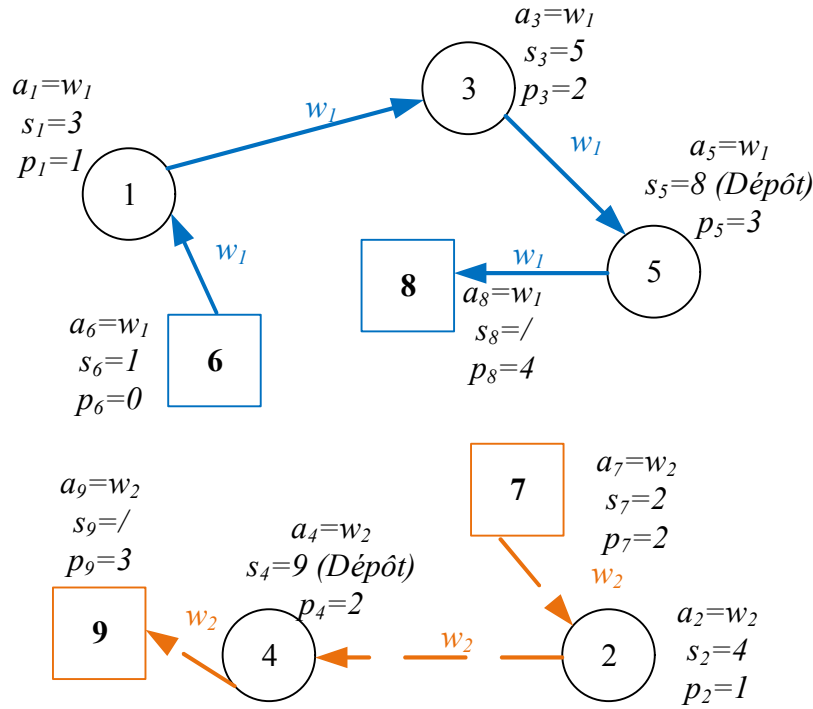 a₃=w₁
s₃=5
p₃=2
3
w₁
a₁=w₁
s₁=3
p₁=1
1
w₁
a₅=w₁
s₅=8 (Dépôt)
p₅=3
5
w₁
w₁
8
a₈=w₁
s₈=/
p₈=4
a₆=w₁
s₆=1
p₆=0
6
7
a₇=w₂
s₇=2
p₇=2
w₂
a₉=w₂
s₉=/
p₉=3
9
w₂
a₄=w₂
s₄=9 (Dépôt)
p₄=2
4
w₂
2
a₂=w₂
s₂=4
p₂=1